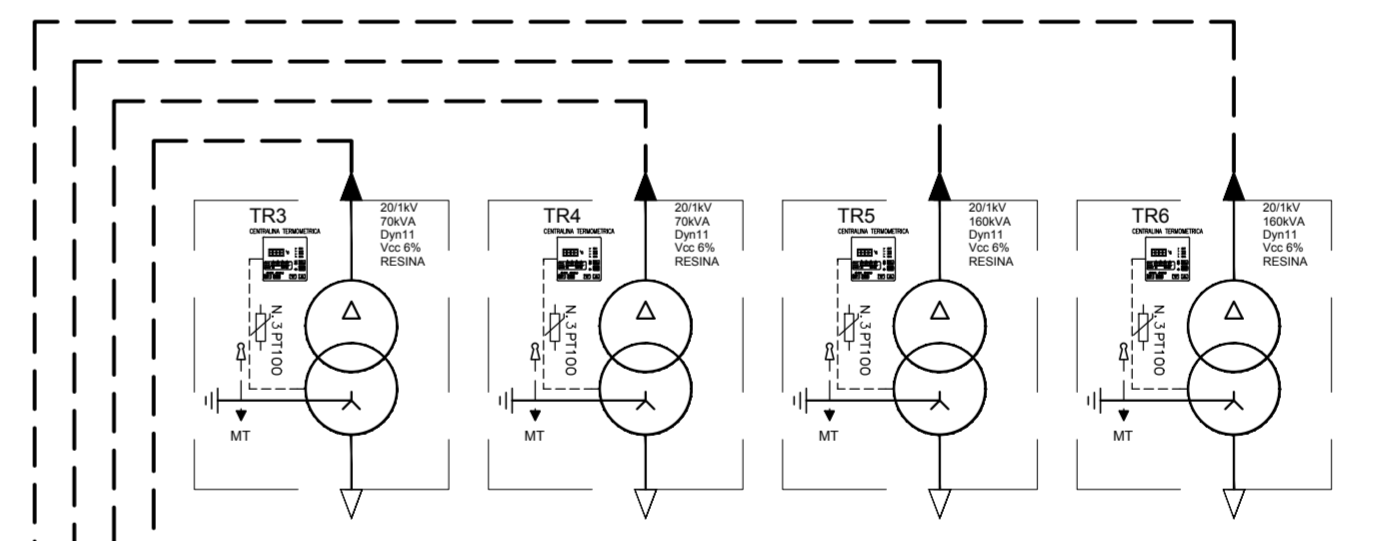 TR3
CENTRALINA TERMOMETRICA
20/1kV
70kVA
Dyn11
Vcc 6%
RESINA
N. 3 PT100
MT
TR4
CENTRALINA TERMOMETRICA
20/1kV
70kVA
Dyn11
Vcc 6%
RESINA
N. 3 PT100
MT
TR5
CENTRALINA TERMOMETRICA
20/1kV
160kVA
Dyn11
Vcc 6%
RESINA
N. 3 PT100
MT
TR6
CENTRALINA TERMOMETRICA
20/1kV
160kVA
Dyn11
Vcc 6%
RESINA
N. 3 PT100
MT